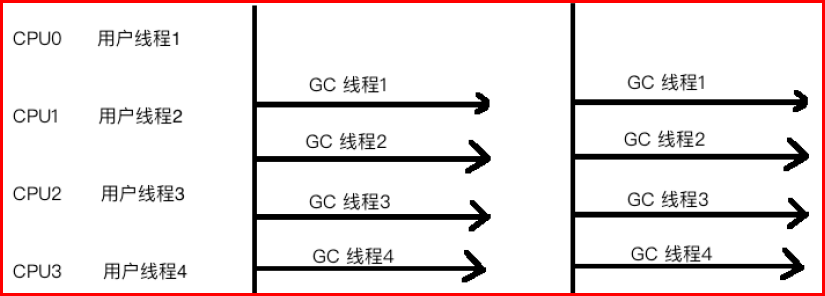 CPU0 用户线程1
GC 线程1 GC 线程1
CPU1 用户线程2
GC 线程2 GC 线程2
CPU2 用户线程3
GC 线程3 GC 线程3
GC 线程4 GC 线程4
CPU3 用户线程4